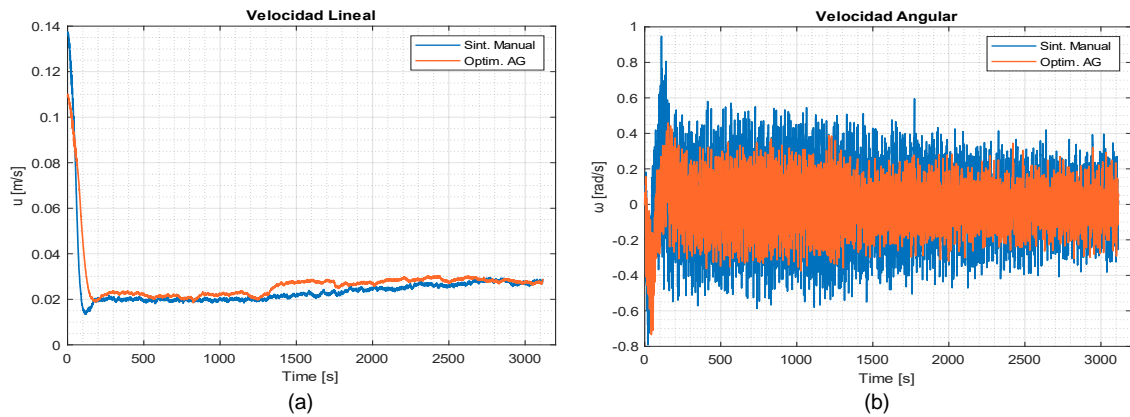 Velocidad Lineal
0.14
0.12
0.1
0.08
0.06
0.04
0.02
0
u [m/s]
Sint. Manual
Optim. AG
0
500
1000
1500
2000
2500
3000
Time [s]
(a)
Velocidad Angular
1
0.8
0.6
0.4
0.2
0
-0.2
-0.4
-0.6
-0.8
ω [rad/s]
Sint. Manual
Optim. AG
0
500
1000
1500
2000
2500
3000
Time [s]
(b)